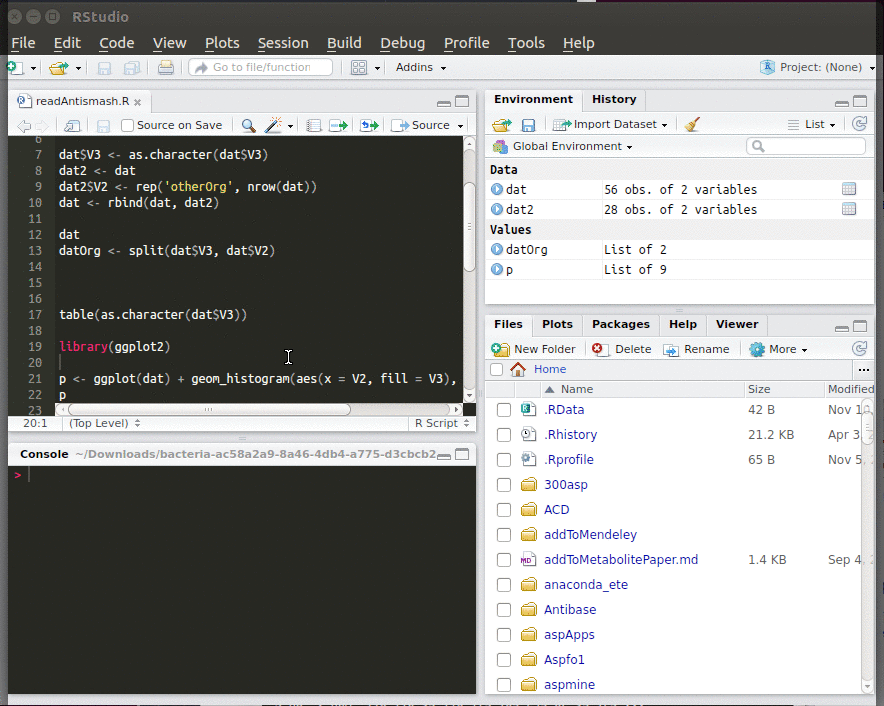 RStudio
File Edit Code View Plots Session Build Debug Profile Tools Help
Go to file/function Addins Project: (None)
readAntismash.R
Source on Save Source
6
7 dat$V3 <- as.character(dat$V3)
8 dat2 <- dat
9 dat2$V2 <- rep('otherOrg', nrow(dat))
10 dat <- rbind(dat, dat2)
11
12 dat
13 datOrg <- split(dat$V3, dat$V2)
14
15
16
17 table(as.character(dat$V3))
18
19 library(ggplot2)
20
21 p <- ggplot(dat) + geom_histogram(aes(x = V2, fill = V3),
22 p
23
20:1 (Top Level) R Script
Console ~/Downloads/bacteria-ac58a2a9-8a46-4db4-a775-d3cbcb2
>
Environment History
Import Dataset List
Global Environment
Data
dat 56 obs. of 2 variables
dat2 28 obs. of 2 variables
Values
datOrg List of 2
p List of 9
Files Plots Packages Help Viewer
New Folder Delete Rename More
Home ...
Name Size Modified
.RData 42 B Nov 10
.Rhistory 21.2 KB Apr 3,
.Rprofile 65 B Nov 5,
300asp
ACD
addToMendeley
MD addToMetabolitePaper.md 1.4 KB Sep 4,
anaconda_ete
Antibase
aspApps
Aspfo1
aspmine